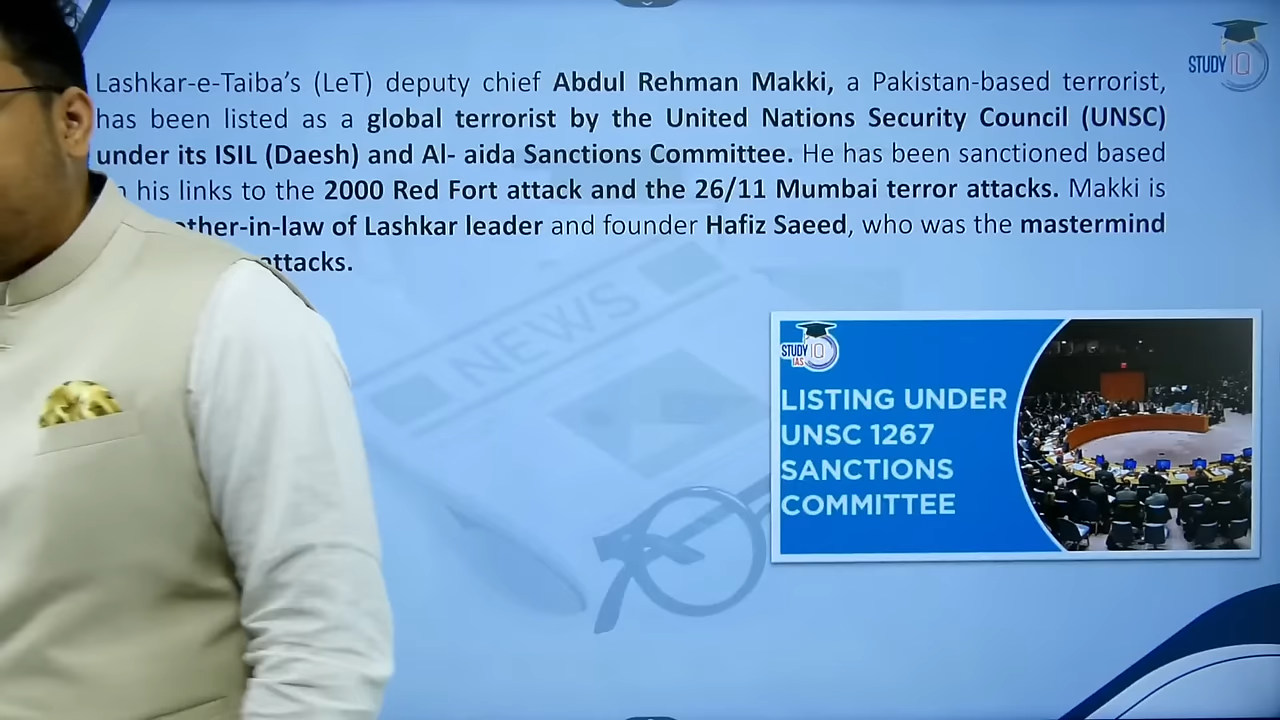 STUDY IQ
Lashkar-e-Taiba’s (LeT) deputy chief Abdul Rehman Makki, a Pakistan-based terrorist,
has been listed as a global terrorist by the United Nations Security Council (UNSC)
under its ISIL (Daesh) and Al- aida Sanctions Committee. He has been sanctioned based
his links to the 2000 Red Fort attack and the 26/11 Mumbai terror attacks. Makki is
ther-in-law of Lashkar leader and founder Hafiz Saeed, who was the mastermind
attacks.
NEWS
STUDY IQ
IAS
LISTING UNDER
UNSC 1267
SANCTIONS
COMMITTEE